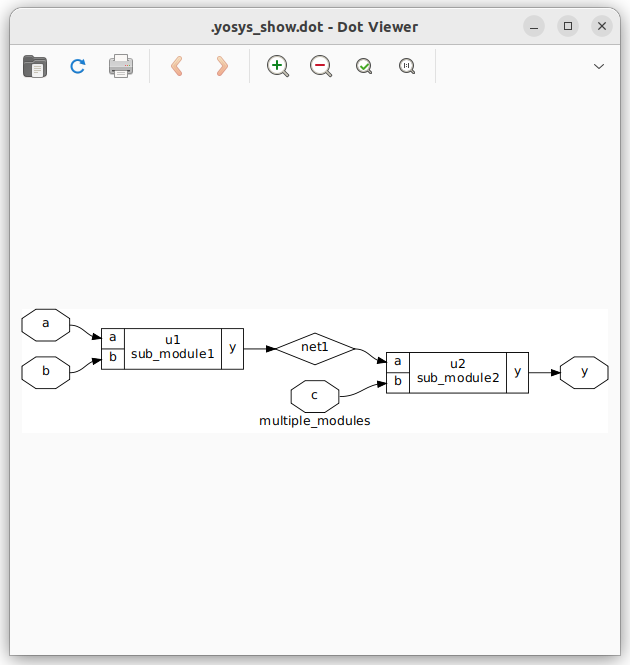 .yosys_show.dot - Dot Viewer
a
b
a
b
u1
sub_module1
y
net1
c
a
b
u2
sub_module2
y
y
multiple_modules